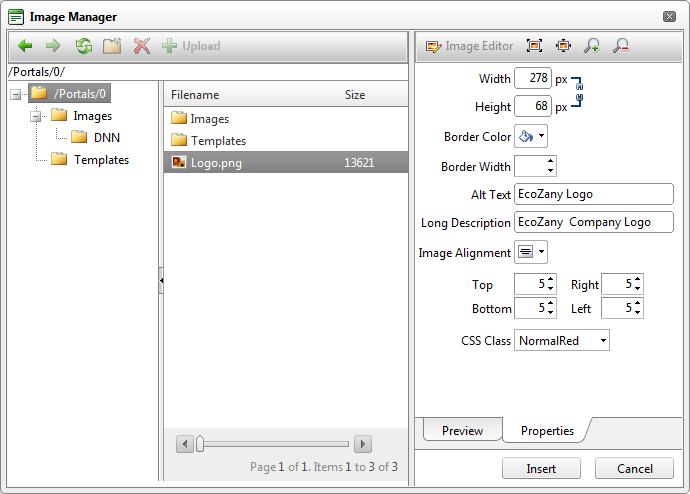 Image Manager
Upload
/Portals/0/
/Portals/0
Images
DNN
Templates
Filename Size
Images
Templates
Logo.png 13621
Page 1 of 1. Items 1 to 3 of 3
Image Editor
Width 278 px
Height 68 px
Border Color
Border Width
Alt Text EcoZany Logo
Long Description EcoZany Company Logo
Image Alignment
Top 5 Right 5
Bottom 5 Left 5
CSS Class NormalRed
Preview Properties
Insert Cancel